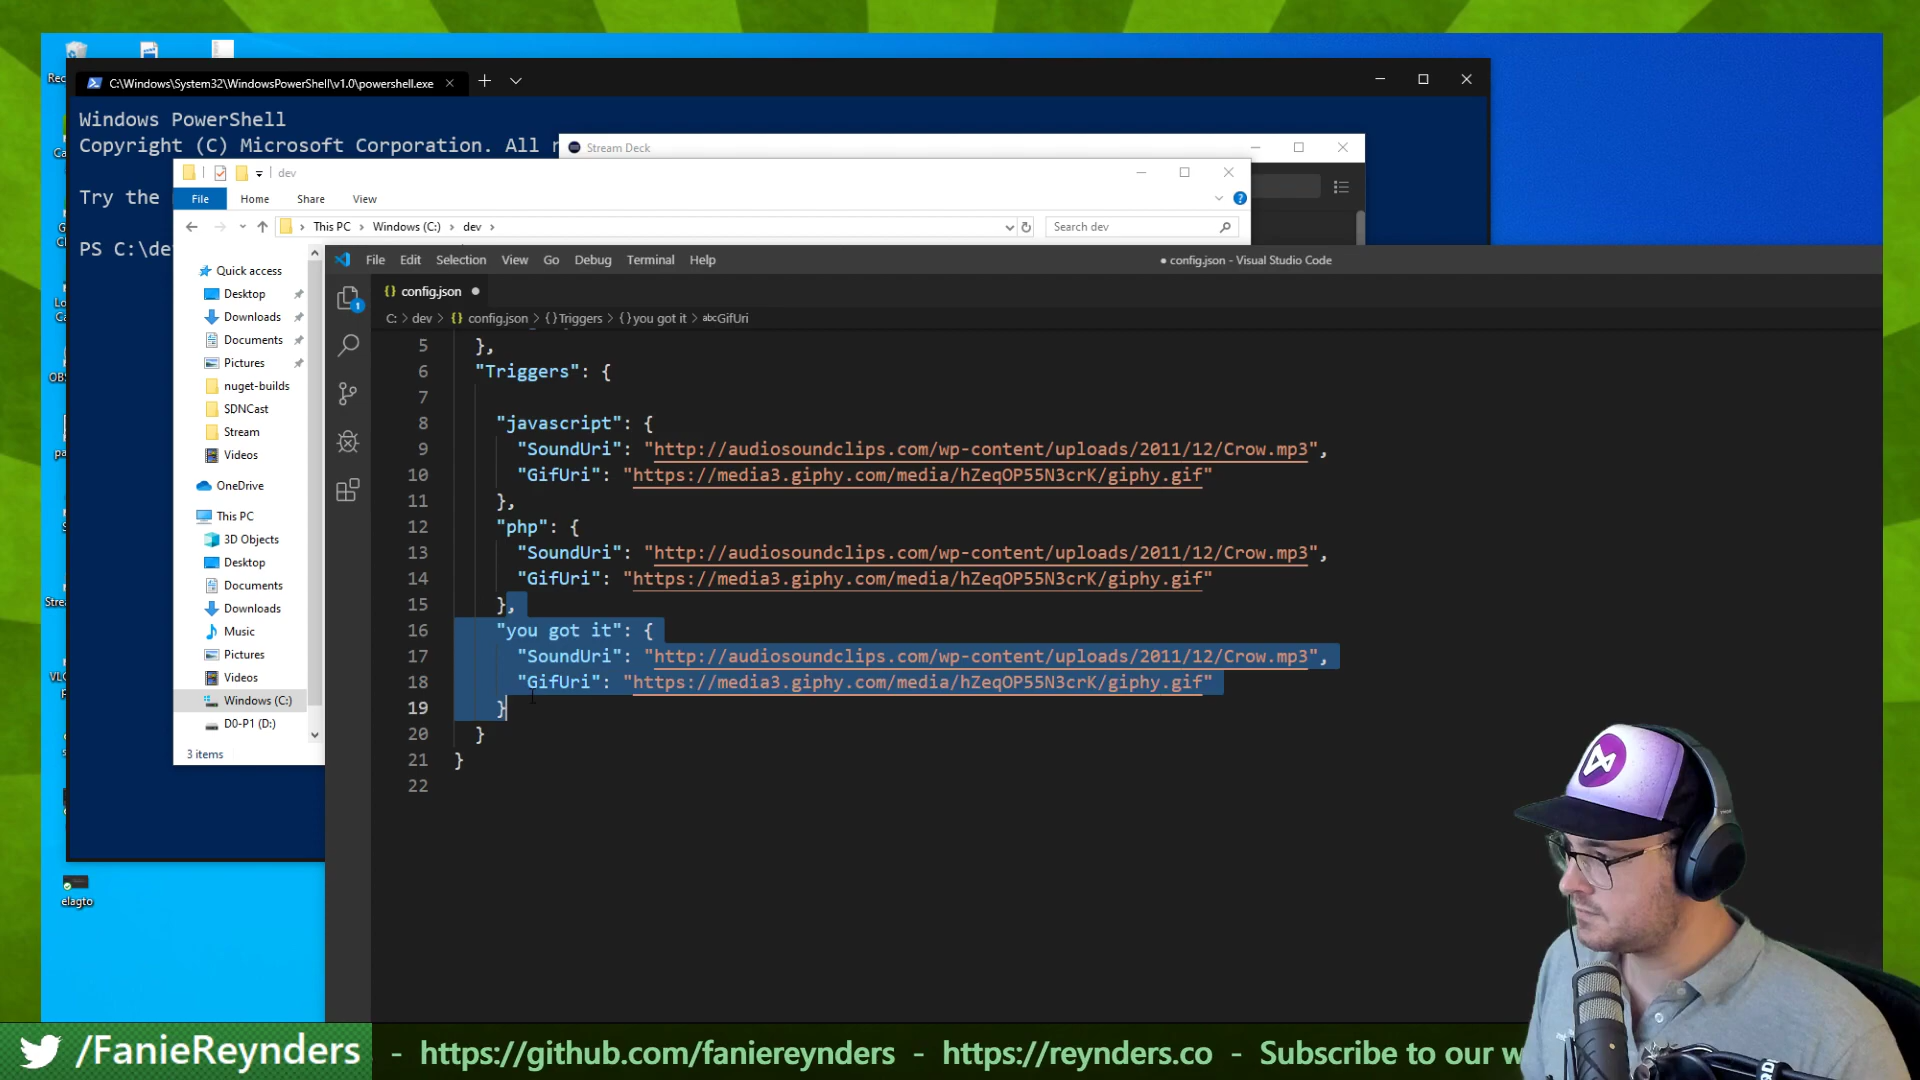 Rec
C:\Windows\System32\WindowsPowerShell\v1.0\powershell.exe
Windows PowerShell
Copyright (C) Microsoft Corporation. All r
Try the
PS C:\de
Stream Deck
dev
File Home Share View
This PC > Windows (C:) > dev >
Search dev
Quick access
Desktop
Downloads
Documents
Pictures
nuget-builds
SDNCast
Stream
Videos
OneDrive
This PC
3D Objects
Desktop
Documents
Downloads
Music
Pictures
Videos
Windows (C:)
D0-P1 (D:)
3 items
elagto
File Edit Selection View Go Debug Terminal Help
● config.json - Visual Studio Code
1
{} config.json ●
C: > dev > {} config.json > {} Triggers > {} you got it > abc GifUri
5 },
6 "Triggers": {
7
8 "javascript": {
9 "SoundUri": "http://audiosoundclips.com/wp-content/uploads/2011/12/Crow.mp3",
10 "GifUri": "https://media3.giphy.com/media/hZeqOP55N3crK/giphy.gif"
11 },
12 "php": {
13 "SoundUri": "http://audiosoundclips.com/wp-content/uploads/2011/12/Crow.mp3",
14 "GifUri": "https://media3.giphy.com/media/hZeqOP55N3crK/giphy.gif"
15 },
16 "you got it": {
17 "SoundUri": "http://audiosoundclips.com/wp-content/uploads/2011/12/Crow.mp3",
18 "GifUri": "https://media3.giphy.com/media/hZeqOP55N3crK/giphy.gif"
19 }
20 }
21 }
22
/FanieReynders - https://github.com/faniereynders - https://reynders.co - Subscribe to our w